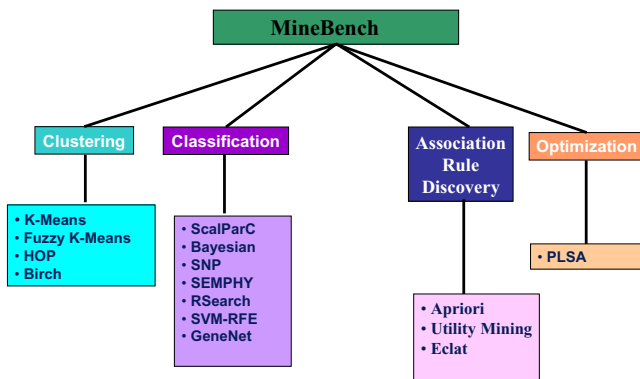 MineBench
Clustering
Classification
Association
Rule
Discovery
Optimization
• K-Means
• Fuzzy K-Means
• HOP
• Birch
• ScalParC
• Bayesian
• SNP
• SEMPHY
• RSearch
• SVM-RFE
• GeneNet
• Apriori
• Utility Mining
• Eclat
• PLSA